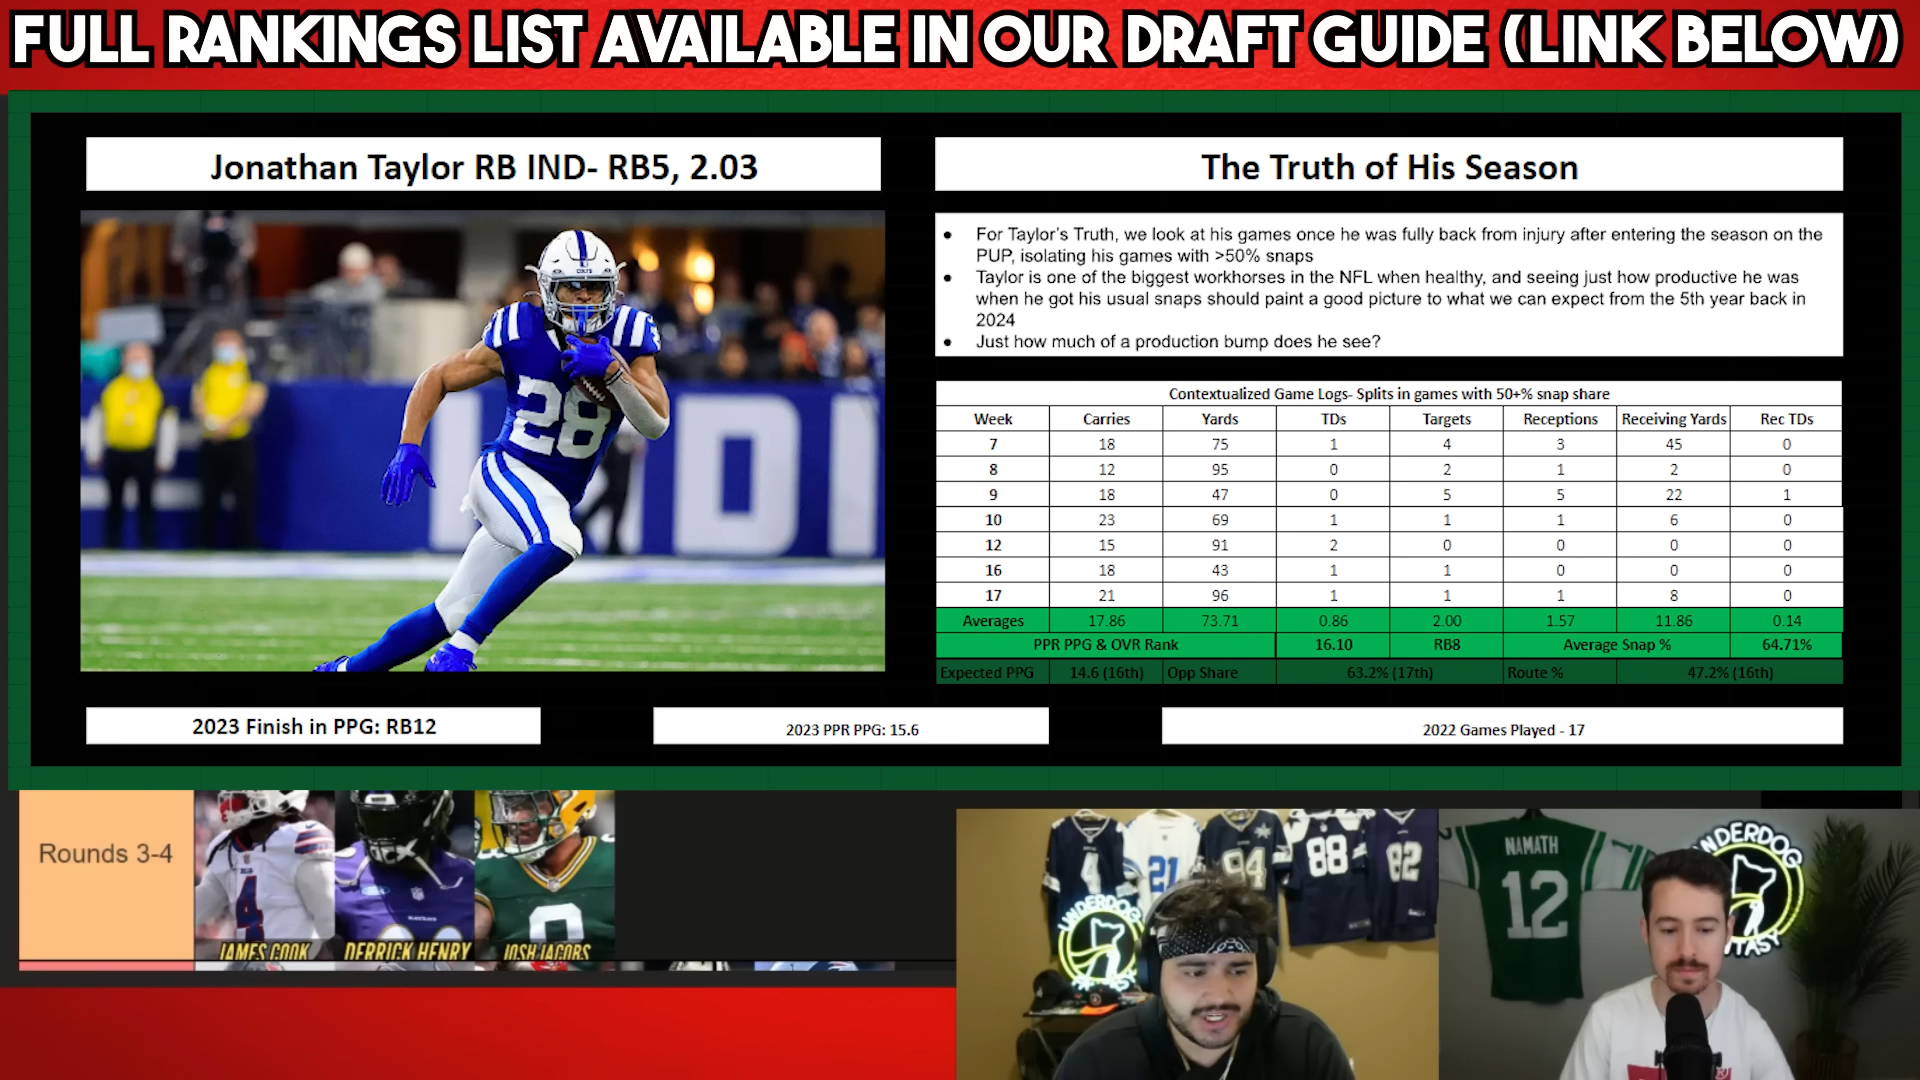 FULL RANKINGS LIST AVAILABLE IN OUR DRAFT GUIDE (LINK BELOW)
Jonathan Taylor RB IND- RB5, 2.03
The Truth of His Season
COLTS
28
• For Taylor's Truth, we look at his games once he was fully back from injury after entering the season on the
PUP, isolating his games with >50% snaps
• Taylor is one of the biggest workhorses in the NFL when healthy, and seeing just how productive he was
when he got his usual snaps should paint a good picture to what we can expect from the 5th year back in
2024
• Just how much of a production bump does he see?
Contextualized Game Logs- Splits in games with 50+% snap share
Week Carries Yards TDs Targets Receptions Receiving Yards Rec TDs
7 18 75 1 4 3 45 0
8 12 95 0 2 1 2 0
9 18 47 0 5 5 22 1
10 23 69 1 1 1 6 0
12 15 91 2 0 0 0 0
16 18 43 1 1 0 0 0
17 21 96 1 1 1 8 0
Averages 17.86 73.71 0.86 2.00 1.57 11.86 0.14
PPR PPG & OVR Rank 16.10 RB8 Average Snap % 64.71%
Expected PPG 14.6 (16th) Opp Share 63.2% (17th) Route % 47.2% (16th)
2023 Finish in PPG: RB12
2023 PPR PPG: 15.6
2022 Games Played - 17
Rounds 3-4
4
JAMES COOK
DERRICK HENRY
JOSH JACOBS
4
21
94
88
82
UNDERDOG
NAMATH
12
UNDERDOG
FANTASY